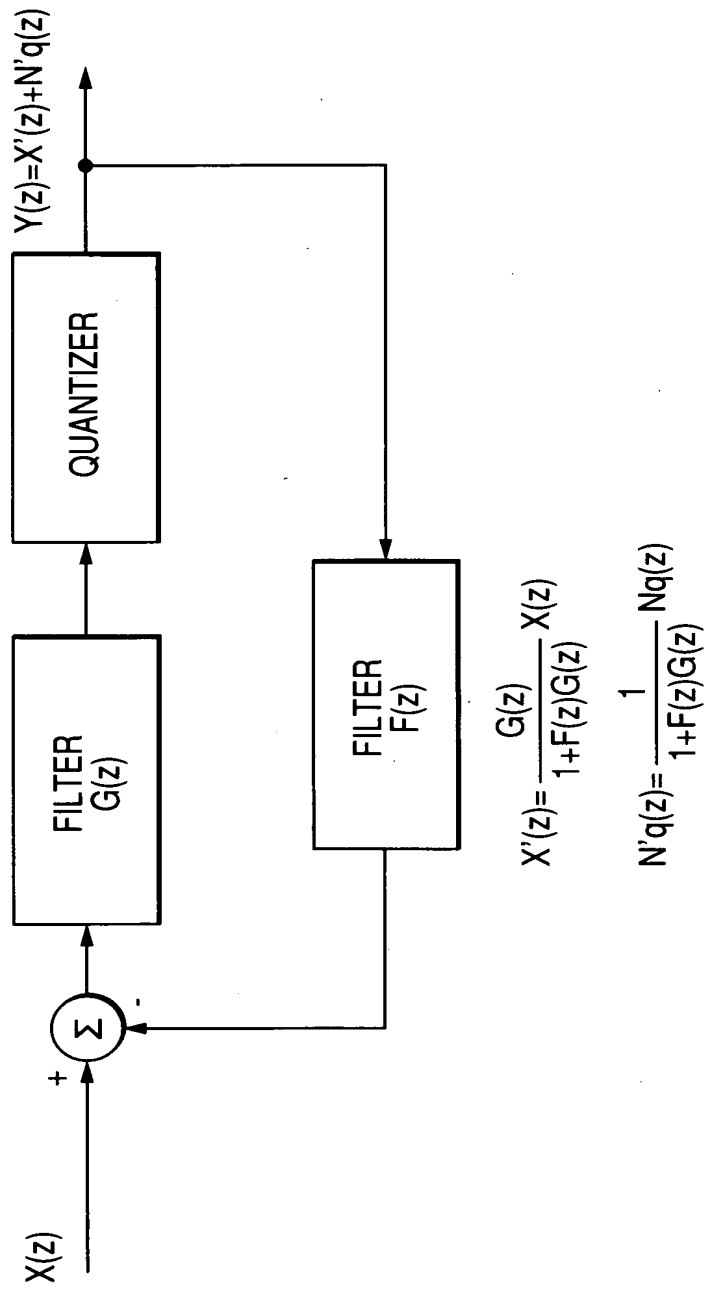 X(z)
+
Σ
-
FILTER
G(z)
QUANTIZER
Y(z)=X'(z)+N'q(z)
FILTER
F(z)
X'(z)= G(z) / 1+F(z)G(z) X(z)
N'q(z)= 1 / 1+F(z)G(z) Nq(z)